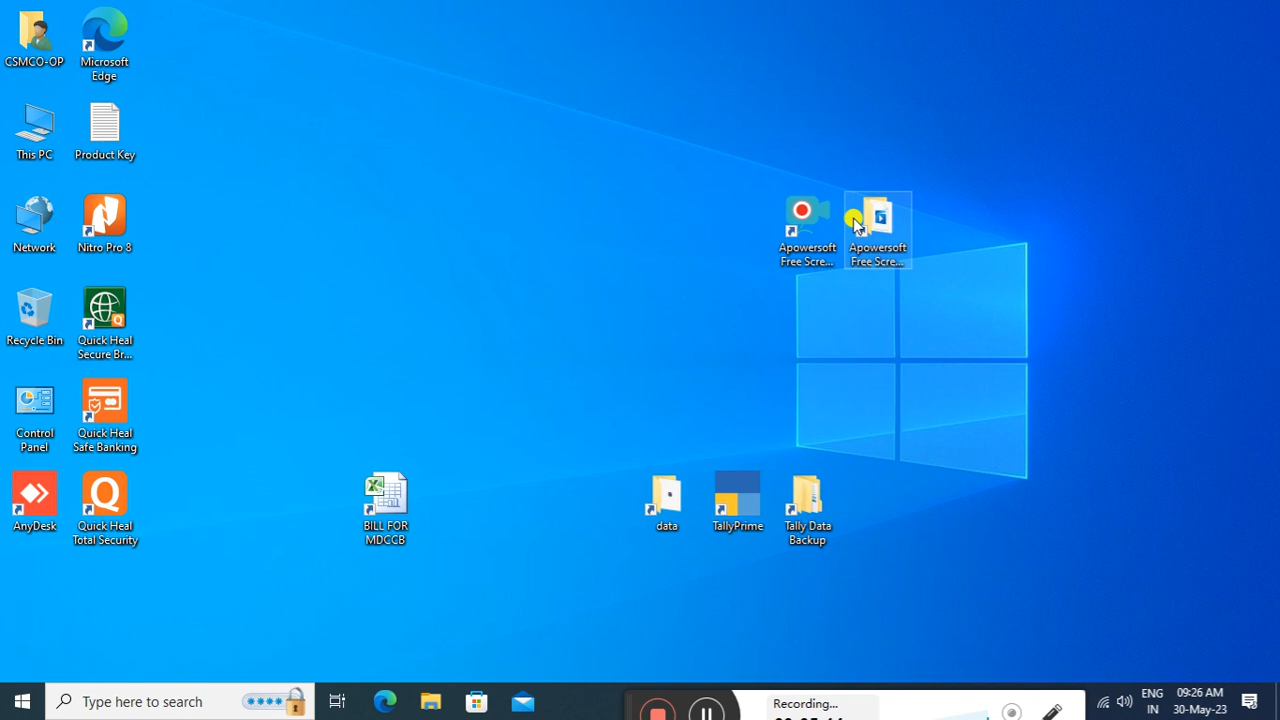 CSMCO-OP
Microsoft
Edge
This PC
Product Key
Network
Nitro Pro 8
Apowersoft
Free Scre...
Apowersoft
Free Scre...
Recycle Bin
Quick Heal
Secure Br...
Control
Panel
Quick Heal
Safe Banking
AnyDesk
Quick Heal
Total Security
BILL FOR
MDCCB
data
TallyPrime
Tally Data
Backup
Type here to search
Recording...
ENG
IN
09:26 AM
30-May-23